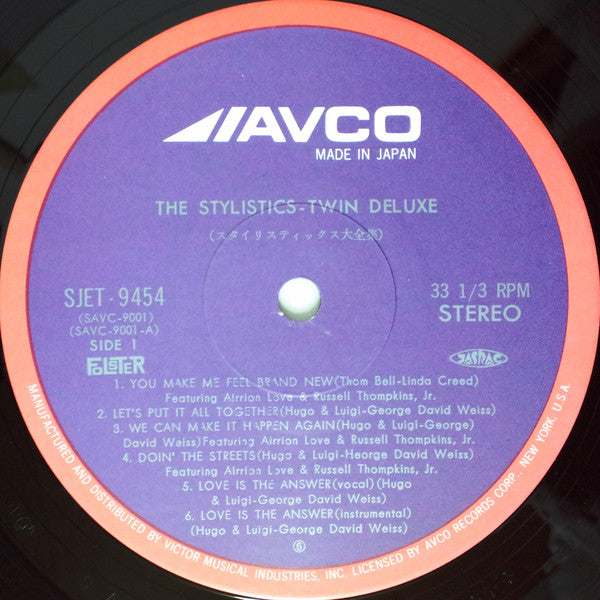 AVCO
MADE IN JAPAN
THE STYLISTICS-TWIN DELUXE
(スタイリスティックス大全集)
SJET-9454
(SAVC-9001)
(SAVC-9001-A)
SIDE 1
33 1/3 RPM
STEREO
FOLSTER
JASRAC
1. YOU MAKE ME FEEL BRAND NEW(Thom Bell-Linda Creed)
Featuring Airrion Love & Russell Thompkins, Jr.
2. LET'S PUT IT ALL TOGETHER(Hugo & Luigi-George David Weiss)
3. WE CAN MAKE IT HAPPEN AGAIN(Hugo & Luigi-George
David Weiss)Featuring Airrion Love & Russell Thompkins, Jr.
4. DOIN' THE STREETS(Hugo & Luigi-Heorge David Weiss)
Featuring Airrion Love & Russell Thompkins, Jr.
5. LOVE IS THE ANSWER(vocal)(Hugo
& Luigi-George David Weiss)
6. LOVE IS THE ANSWER(instrumental)
(Hugo & Luigi-George David Weiss)
⑥
MANUFACTURED AND DISTRIBUTED BY VICTOR MUSICAL INDUSTRIES, INC. LICENSED BY AVCO RECORDS CORP., NEW YORK, U.S.A.